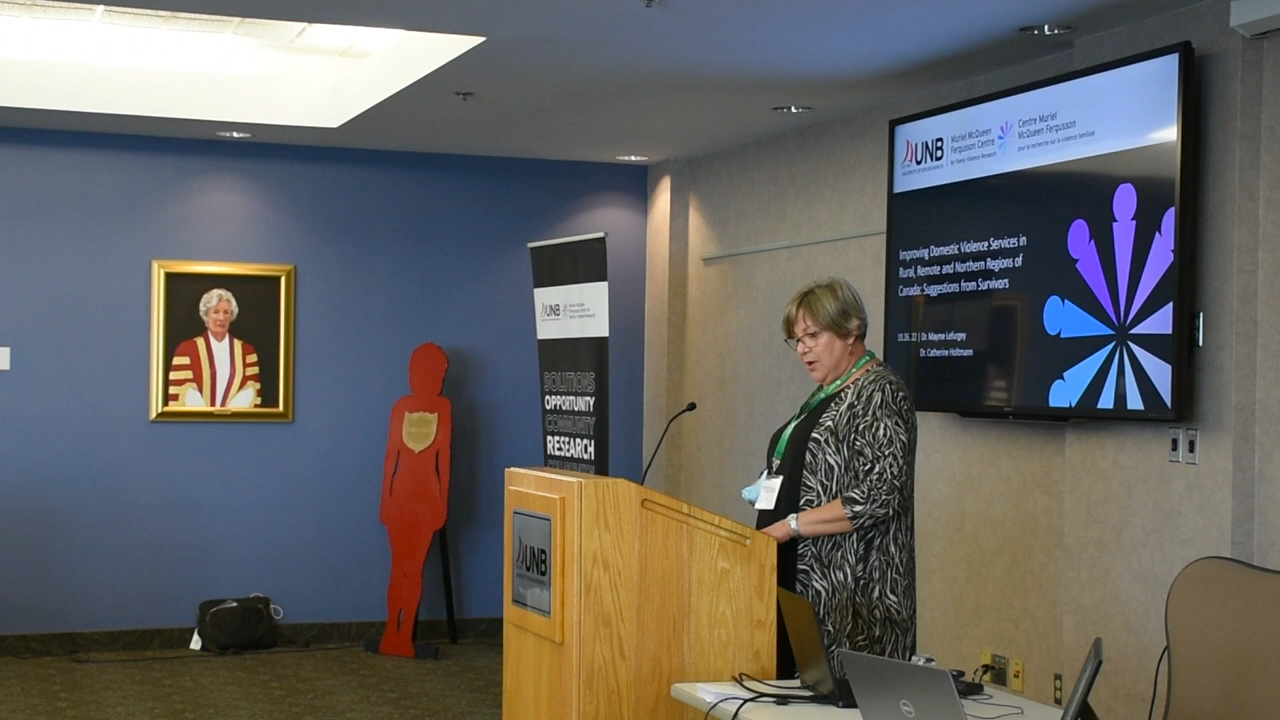 UNB
Muriel McQueen
Fergusson Centre
for Family Violence Research
Centre Muriel
McQueen Fergusson
pour la recherche sur la violence familiale
Improving Domestic Violence Services in
Rural, Remote and Northern Regions of
Canada: Suggestions from Survivors
10.26. 22 | Dr. Mayme Lefurgey
Dr. Catherine Holtmann
UNB
SOLUTIONS
OPPORTUNITY
COMMUNITY
RESEARCH
UNB
DELL